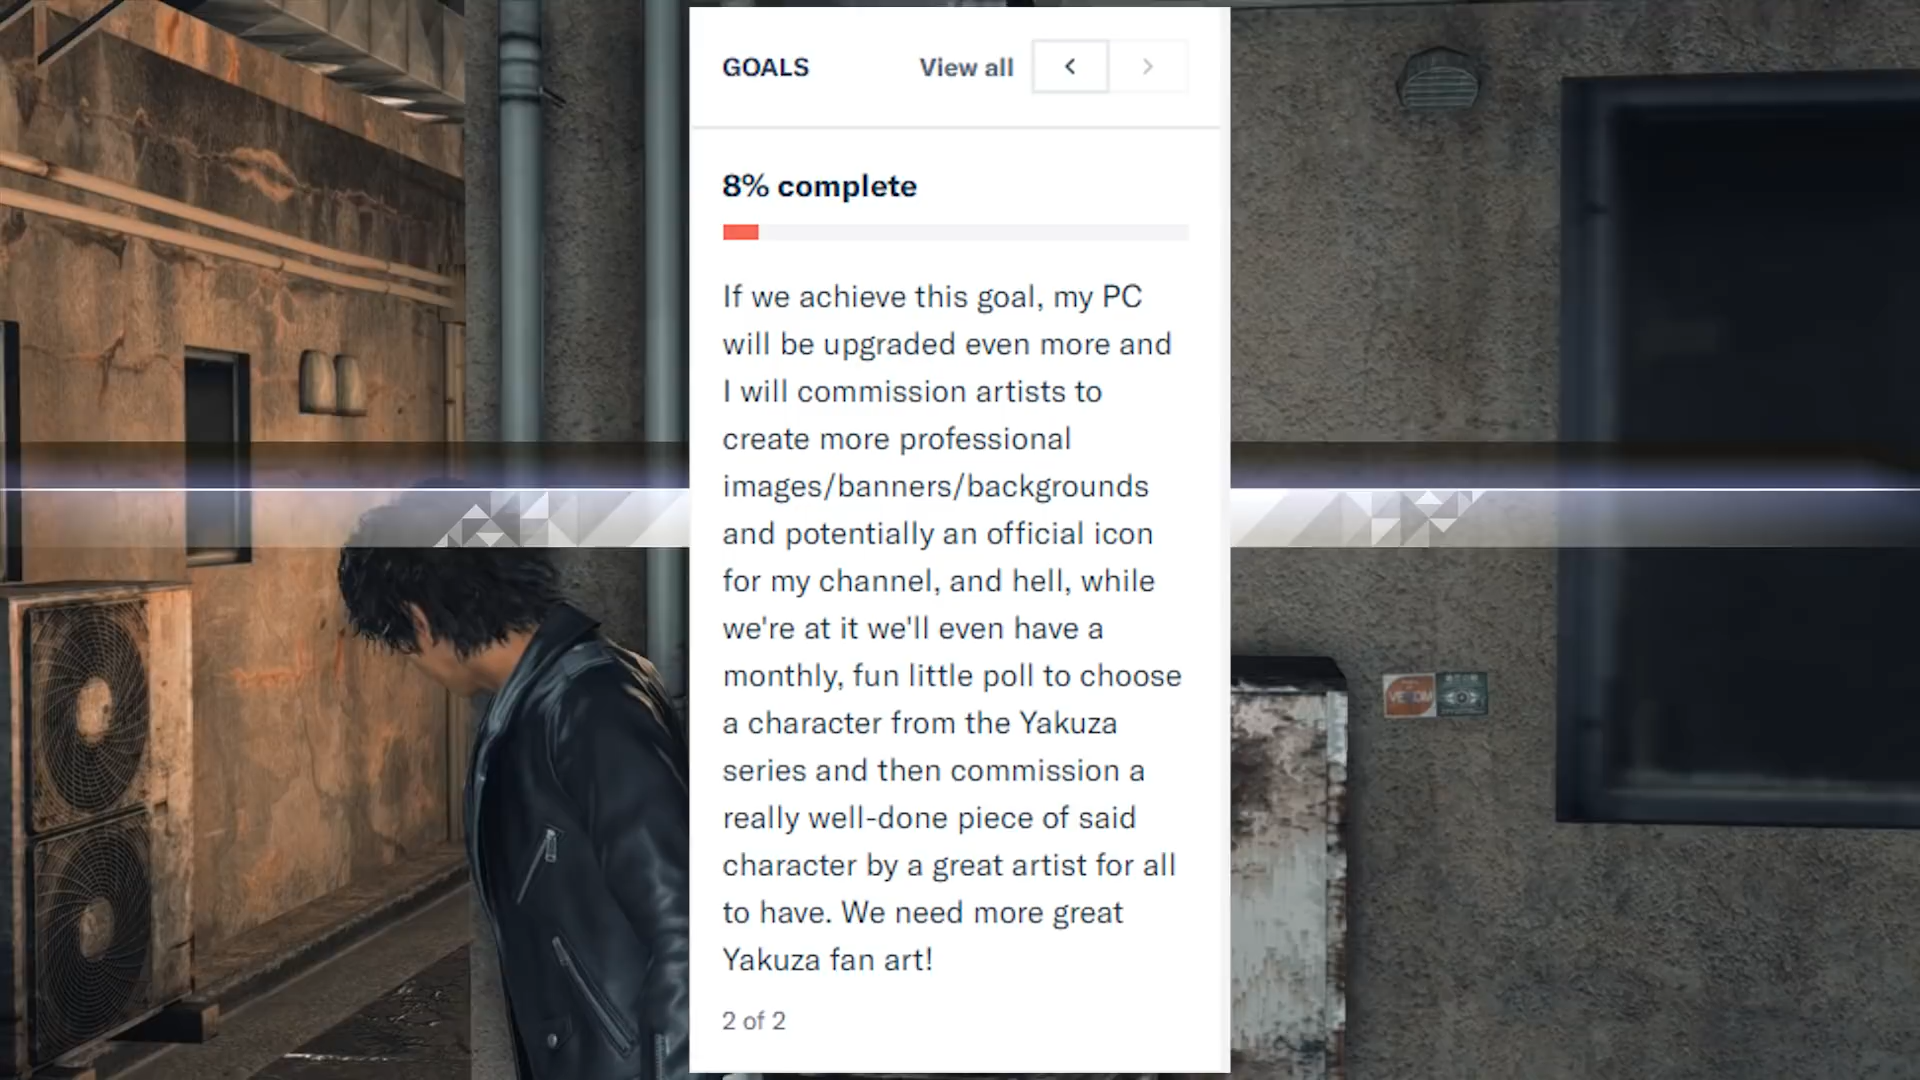 GOALS View all
8% complete
If we achieve this goal, my PC
will be upgraded even more and
I will commission artists to
create more professional
images/banners/backgrounds
and potentially an official icon
for my channel, and hell, while
we're at it we'll even have a
monthly, fun little poll to choose
a character from the Yakuza
series and then commission a
really well-done piece of said
character by a great artist for all
to have. We need more great
Yakuza fan art!
2 of 2